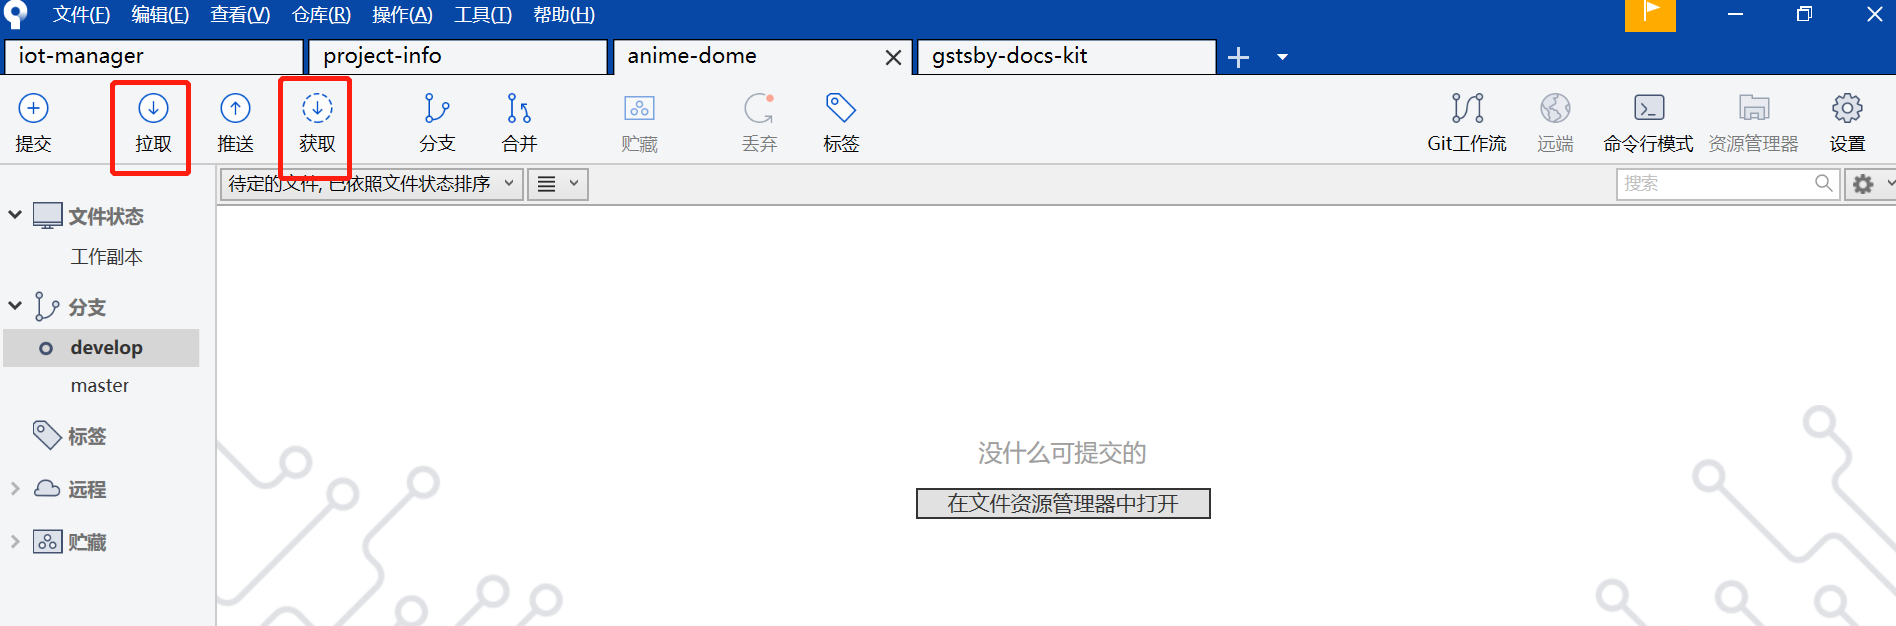 文件(F) 编辑(E) 查看(V) 仓库(R) 操作(A) 工具(T) 帮助(H)
iot-manager project-info anime-dome gstsby-docs-kit
提交 拉取 推送 获取 分支 合并 贮藏 丢弃 标签 Git工作流 远端 命令行模式 资源管理器 设置
待定的文件, 已依照文件状态排序 搜索
文件状态
工作副本
分支
develop
master
标签
远程
贮藏
没什么可提交的
在文件资源管理器中打开